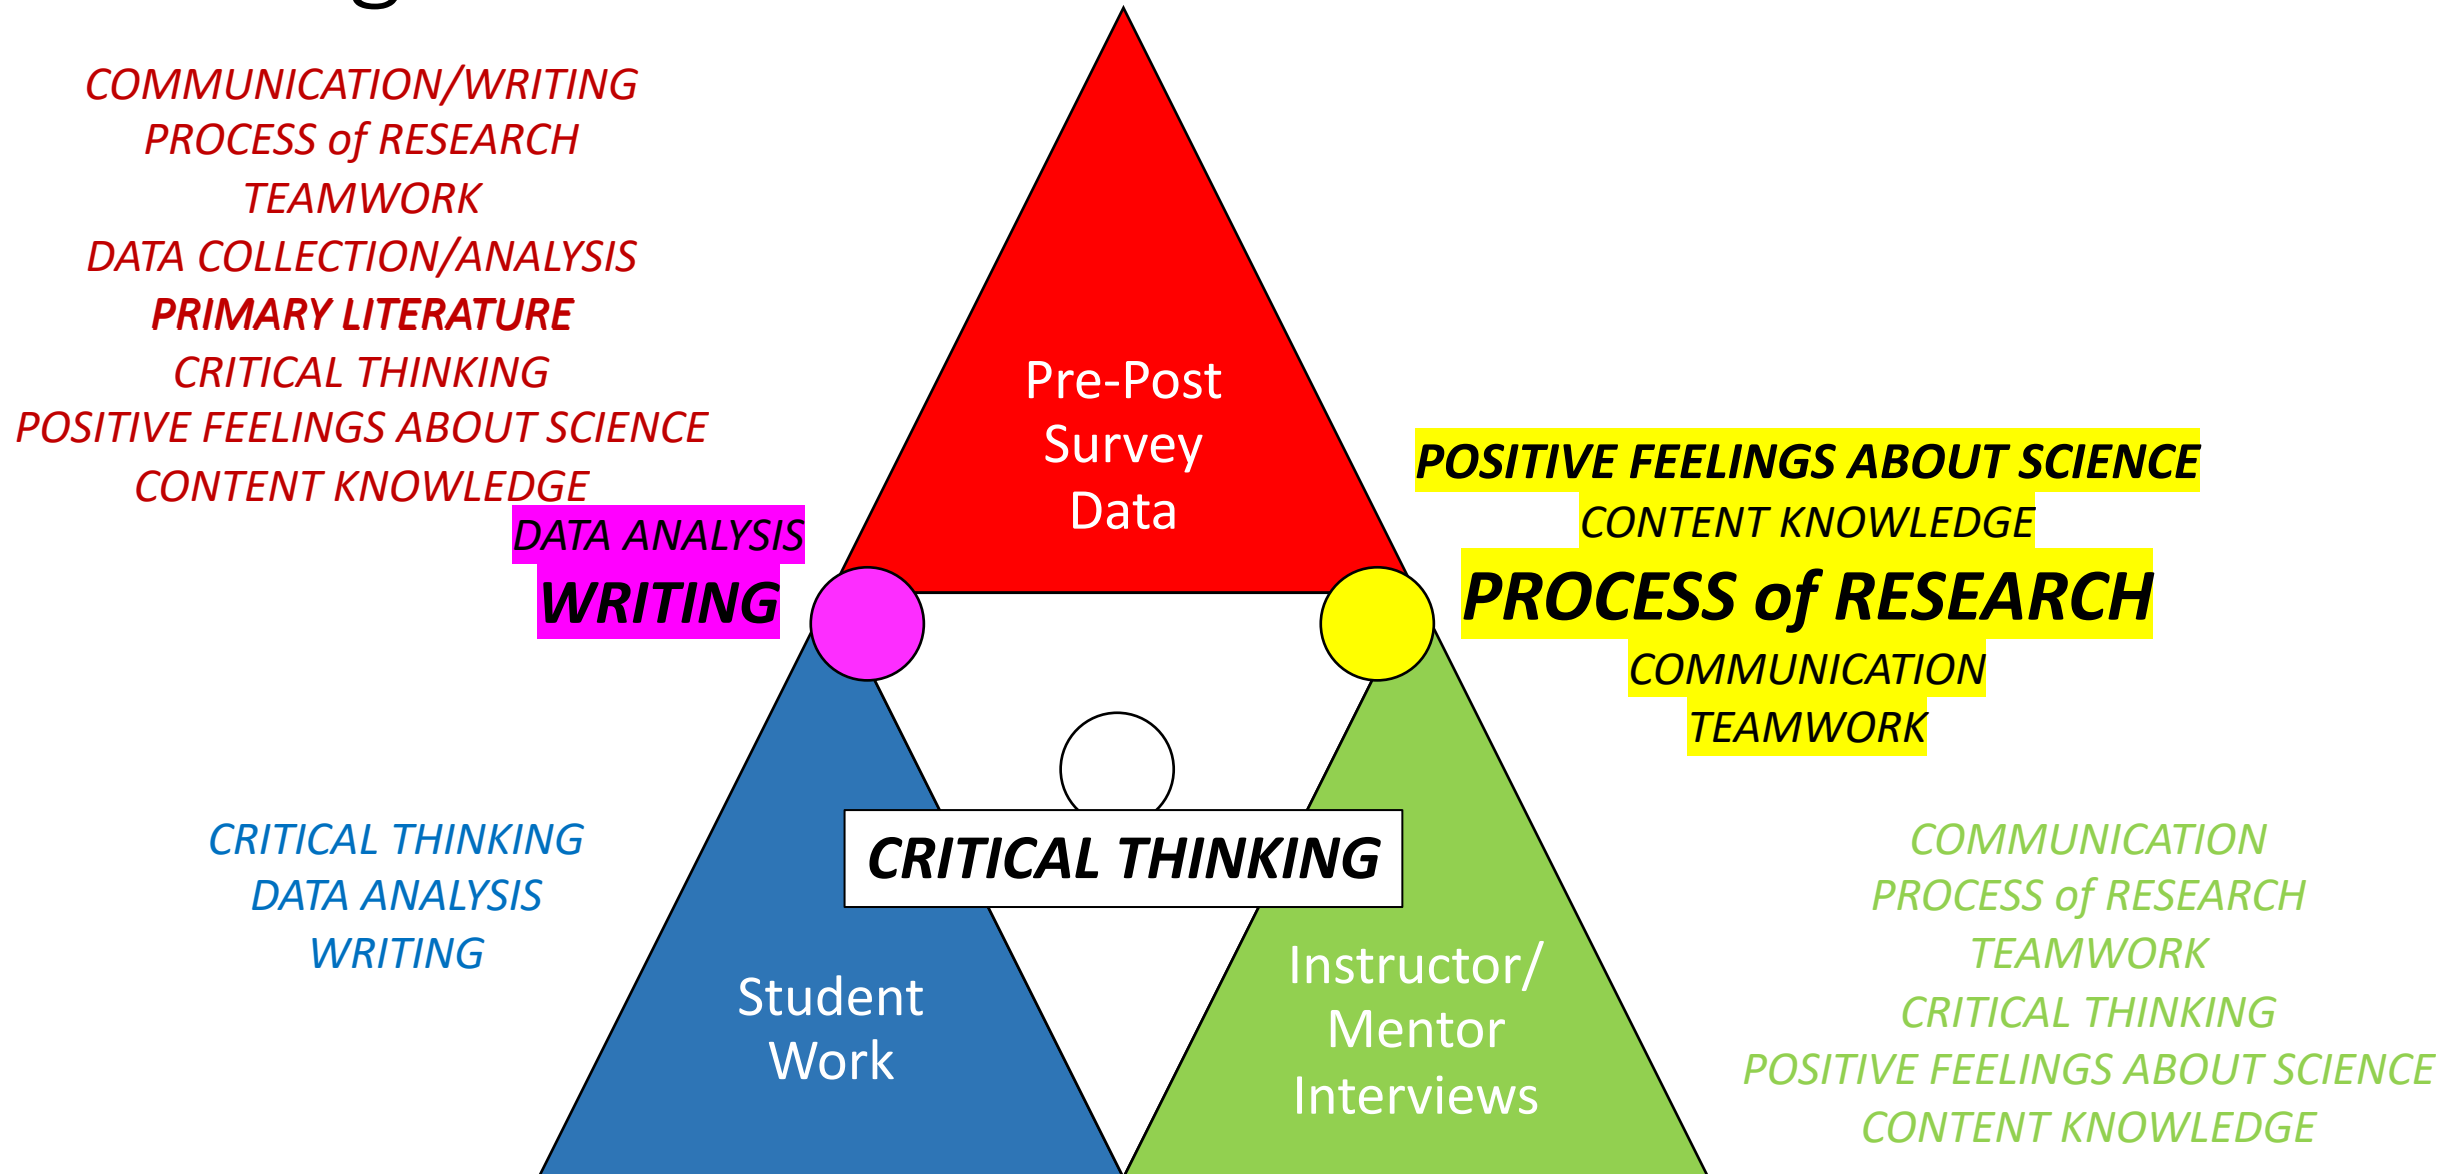 COMMUNICATION/WRITING
PROCESS of RESEARCH
TEAMWORK
DATA COLLECTION/ANALYSIS
PRIMARY LITERATURE
CRITICAL THINKING
POSITIVE FEELINGS ABOUT SCIENCE
CONTENT KNOWLEDGE
DATA ANALYSIS
WRITING
Pre-Post
Survey
Data
POSITIVE FEELINGS ABOUT SCIENCE
CONTENT KNOWLEDGE
PROCESS of RESEARCH
COMMUNICATION
TEAMWORK
CRITICAL THINKING
CRITICAL THINKING
DATA ANALYSIS
WRITING
Student
Work
Instructor/
Mentor
Interviews
COMMUNICATION
PROCESS of RESEARCH
TEAMWORK
CRITICAL THINKING
POSITIVE FEELINGS ABOUT SCIENCE
CONTENT KNOWLEDGE